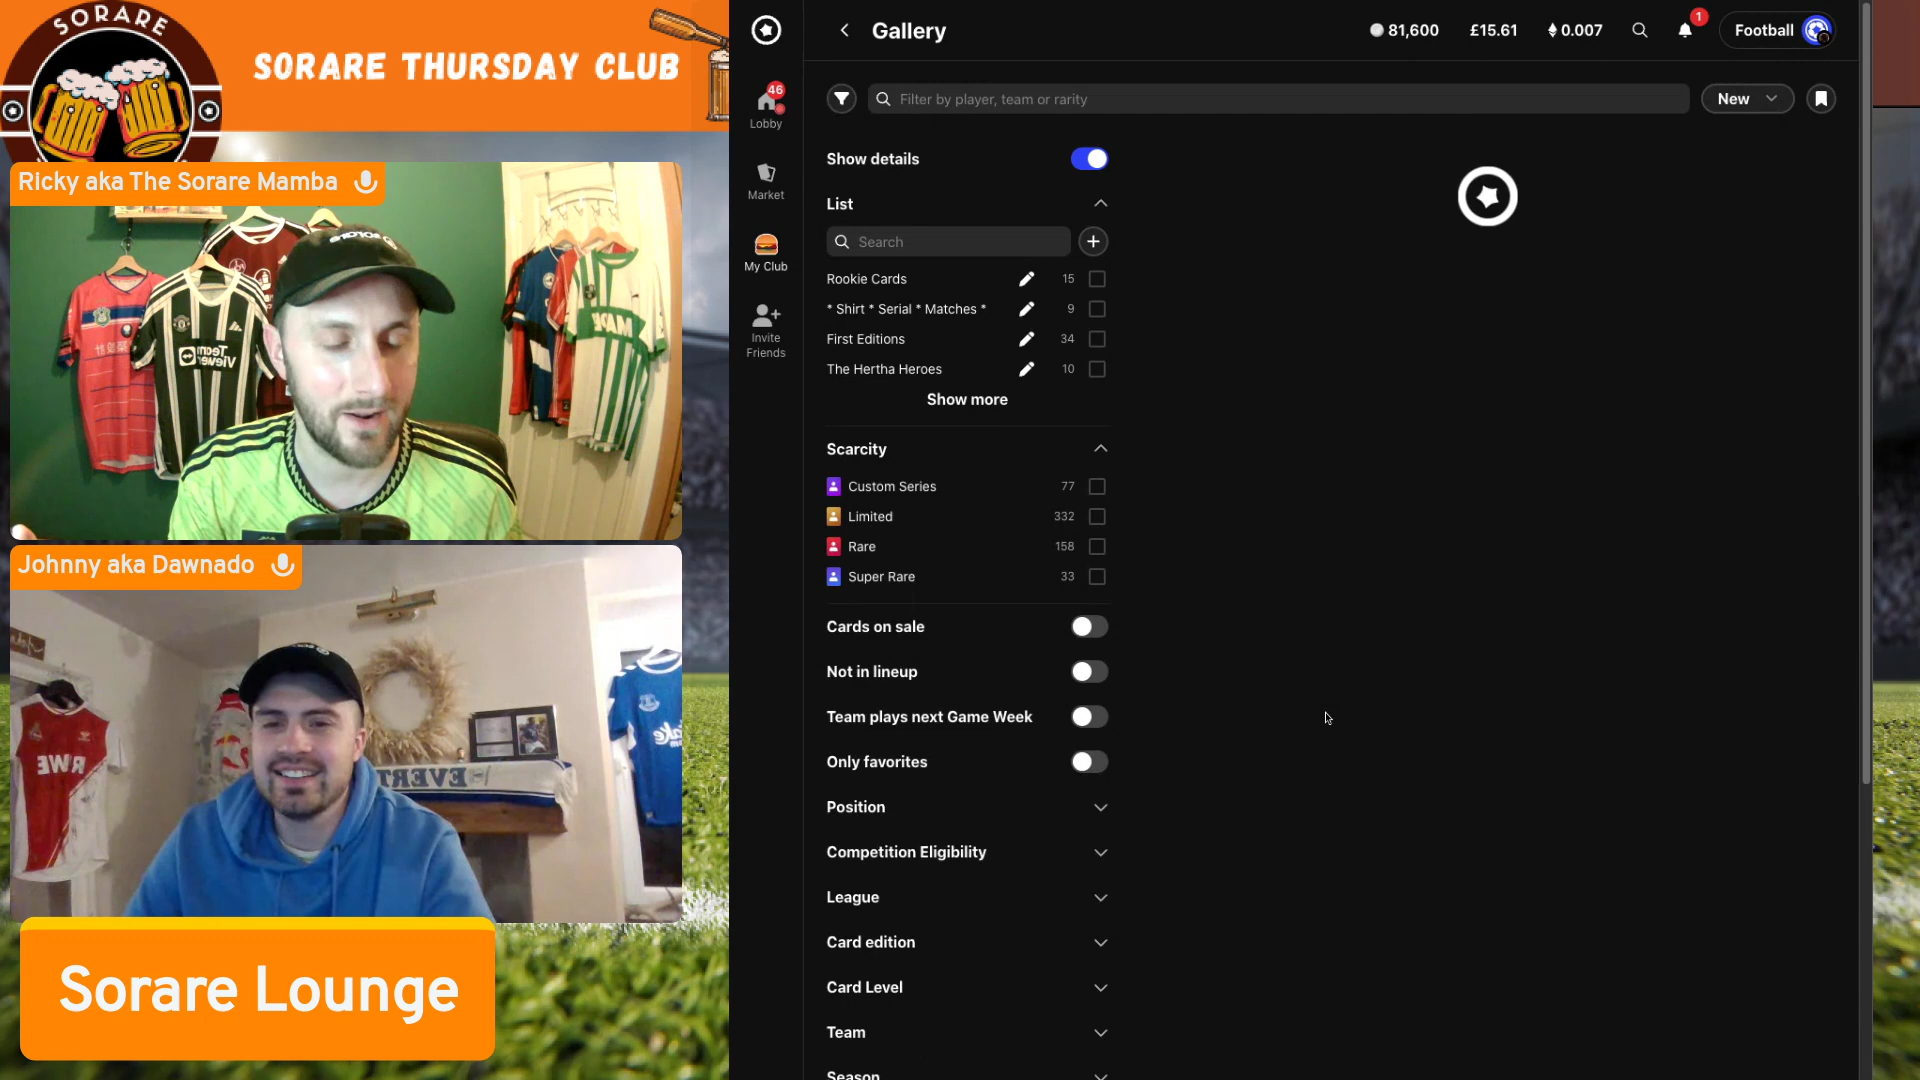 SORARE
SORARE THURSDAY CLUB
Ricky aka The Sorare Mamba
Team
Viewer
Johnny aka Dawnado
RWE
EVERT
Sorare Lounge
46
Lobby
Market
My Club
Invite
Friends
Gallery
81,600
£15.61
0.007
1
Football
Filter by player, team or rarity
New
Show details
List
Search
Rookie Cards
15
* Shirt * Serial * Matches *
9
First Editions
34
The Hertha Heroes
10
Show more
Scarcity
Custom Series
77
Limited
332
Rare
158
Super Rare
33
Cards on sale
Not in lineup
Team plays next Game Week
Only favorites
Position
Competition Eligibility
League
Card edition
Card Level
Team
Season